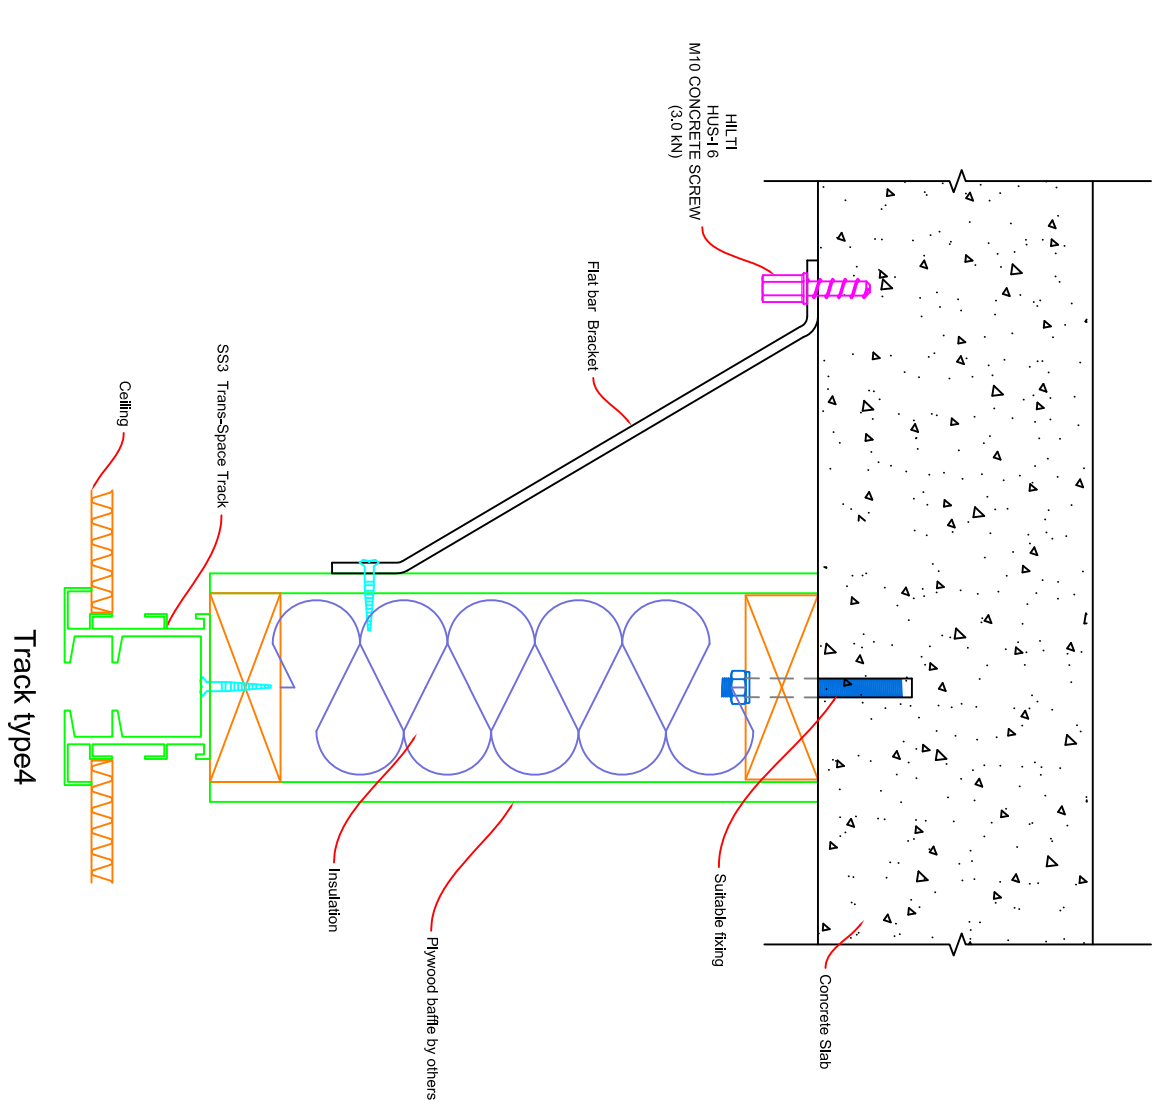 HILTI
HUS-I 6
M10 CONCRETE SCREW
(3.0 kN)
Flat bar Bracket
SS3 Trans-Space Track
Ceiling
Concrete Slab
Suitable fixing
Insulation
Plywood baffle by others
Track type4